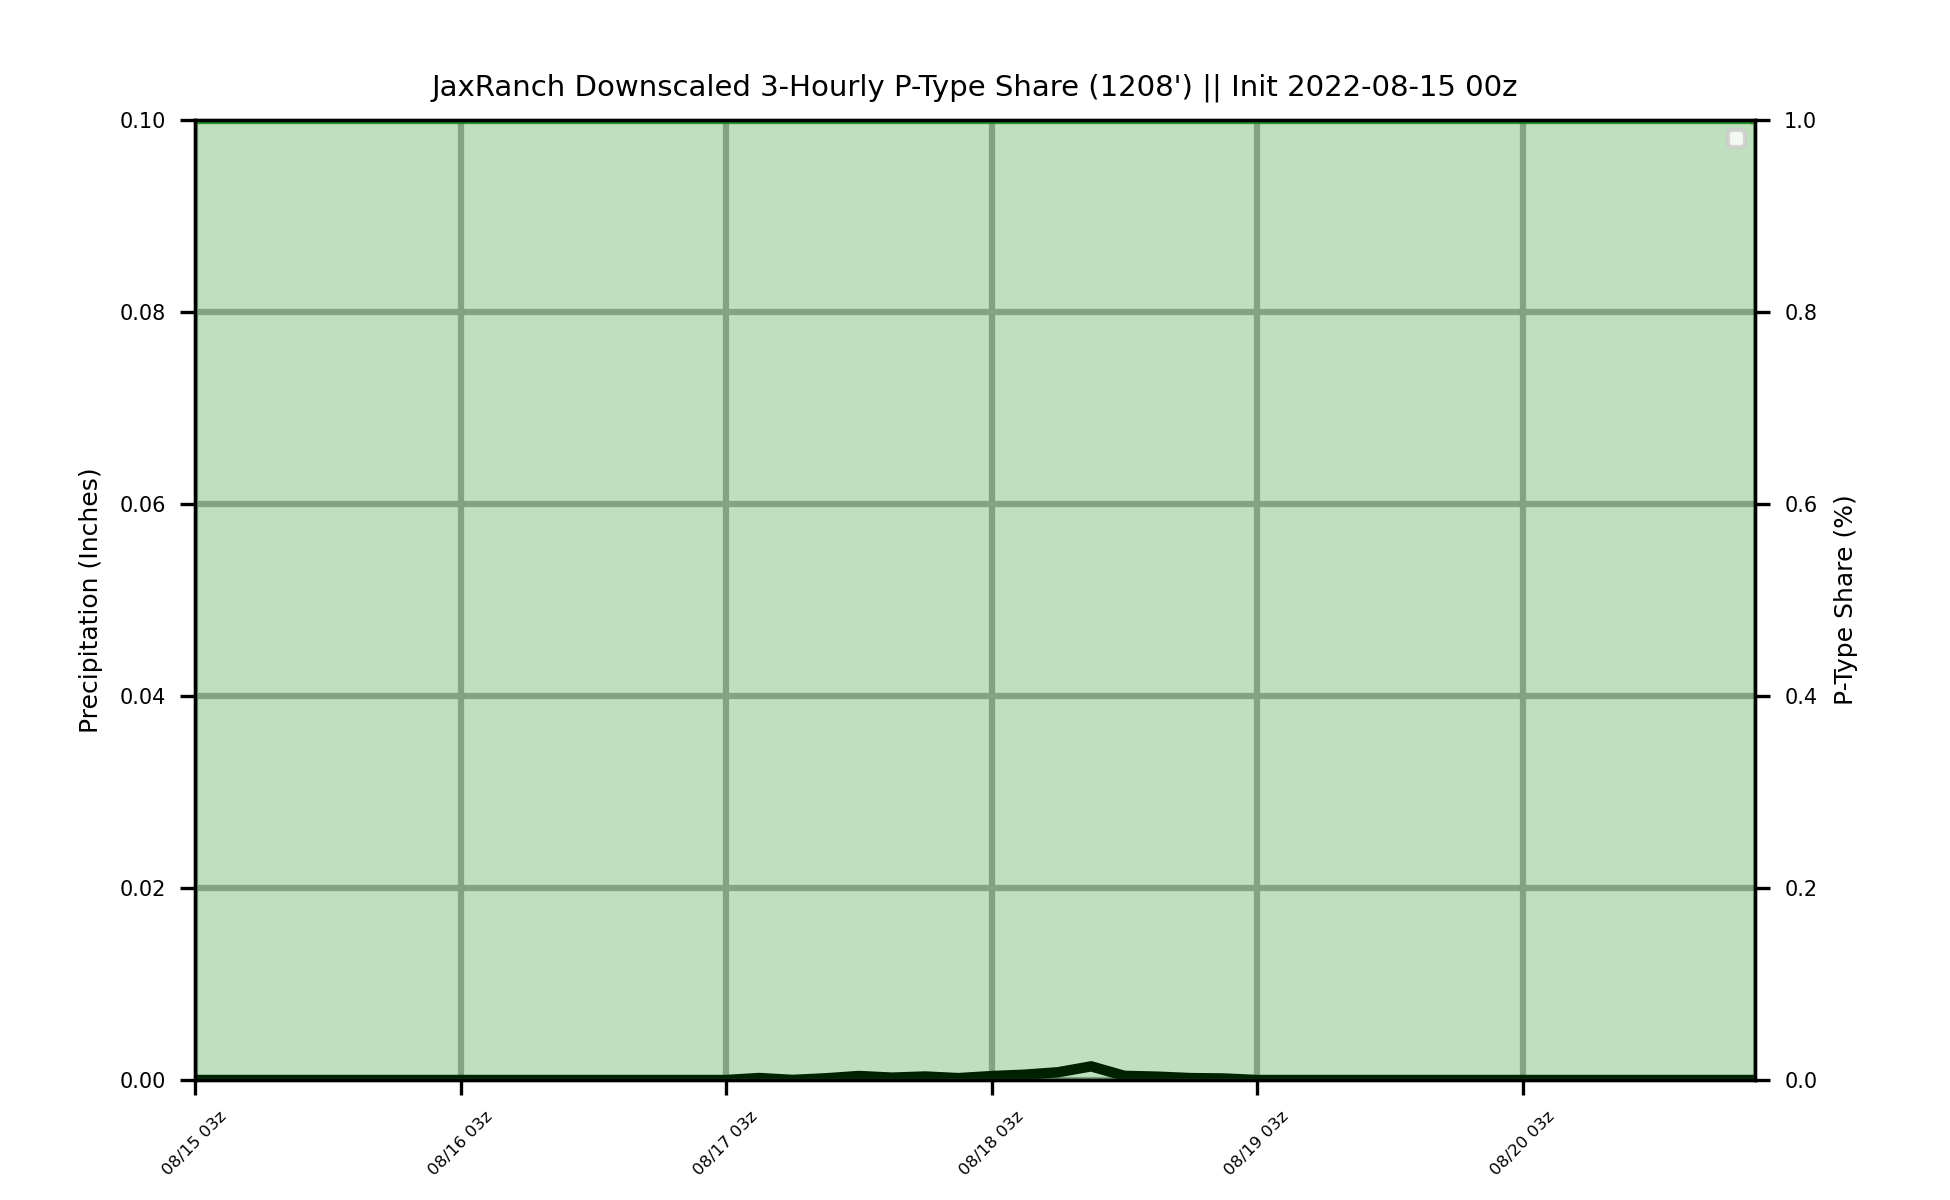 JaxRanch Downscaled 3-Hourly P-Type Share (1208') || Init 2022-08-15 00z
Precipitation (Inches)
0.10
0.08
0.06
0.04
0.02
0.00
1.0
0.8
0.6
0.4
0.2
0.0
P-Type Share (%)
08/15 03z
08/16 03z
08/17 03z
08/18 03z
08/19 03z
08/20 03z